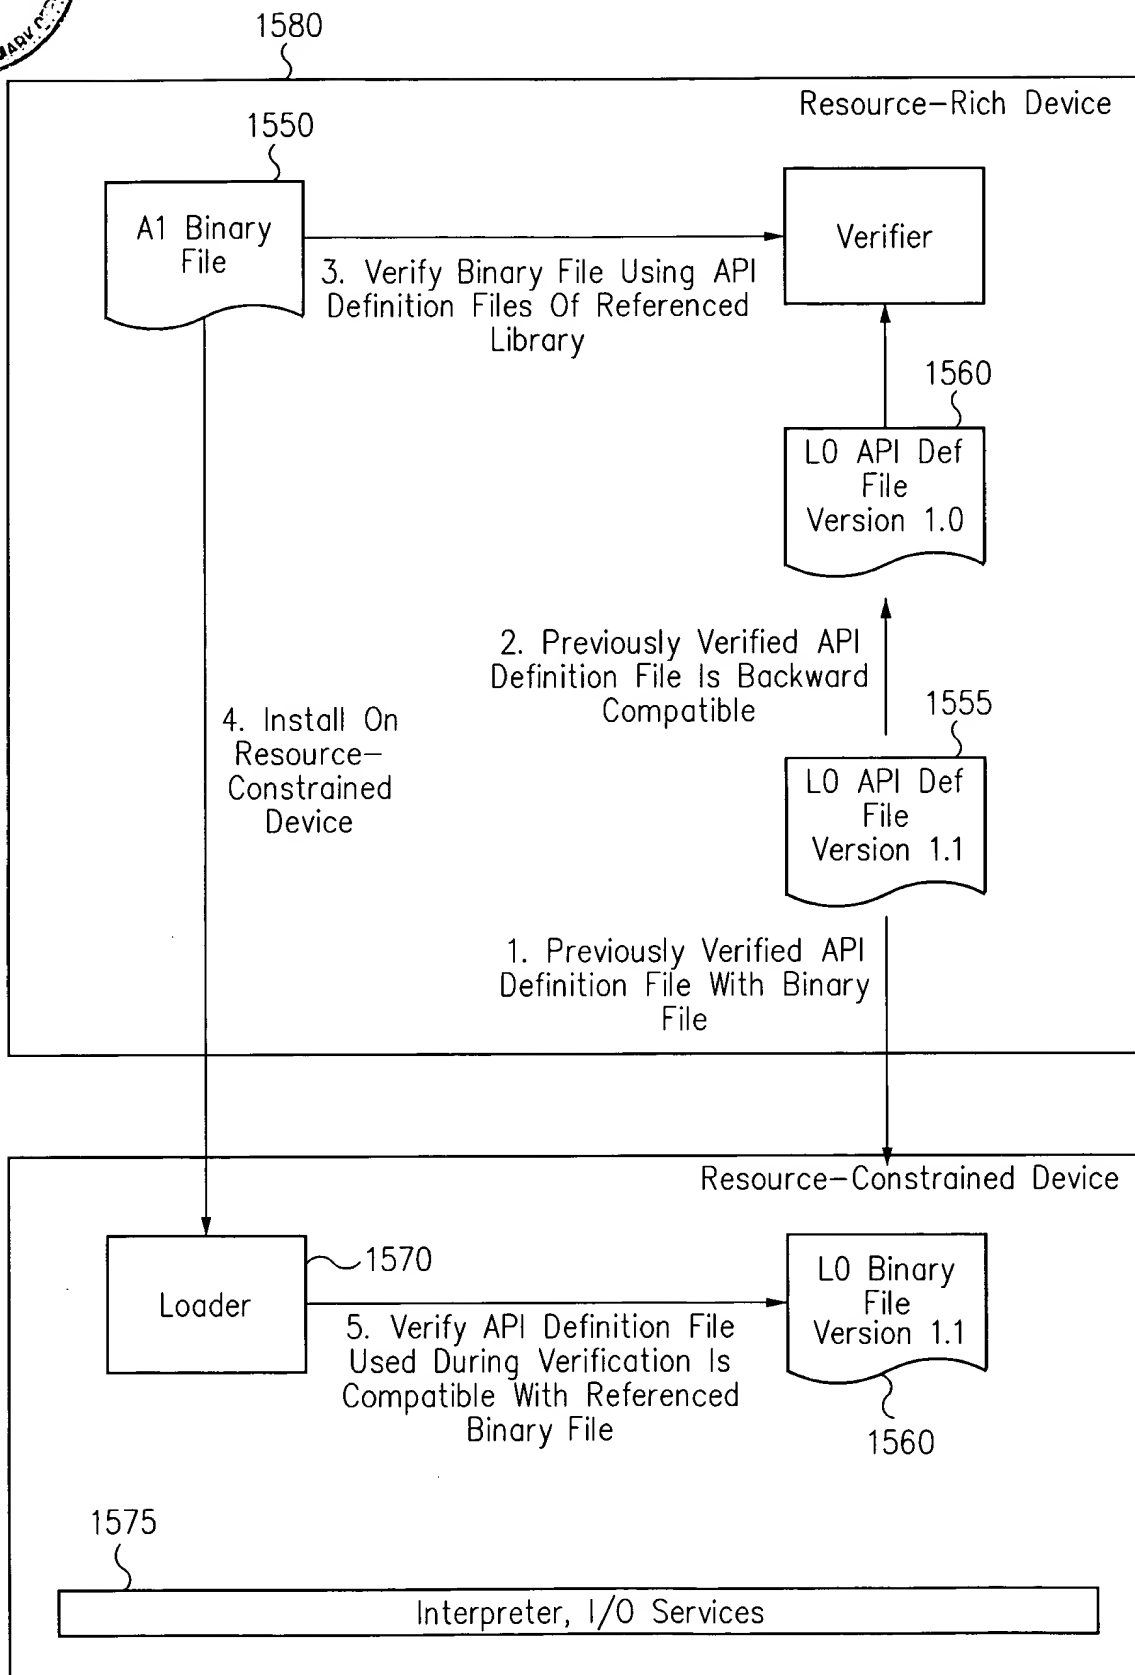 1580
Resource-Rich Device
1550
A1 Binary
File
Verifier
3. Verify Binary File Using API
Definition Files Of Referenced
Library
1560
L0 API Def
File
Version 1.0
2. Previously Verified API
Definition File Is Backward
Compatible
1555
4. Install On
Resource-
Constrained
Device
L0 API Def
File
Version 1.1
1. Previously Verified API
Definition File With Binary
File
Resource-Constrained Device
1570
Loader
L0 Binary
File
Version 1.1
5. Verify API Definition File
Used During Verification Is
Compatible With Referenced
Binary File
1560
1575
Interpreter, I/O Services